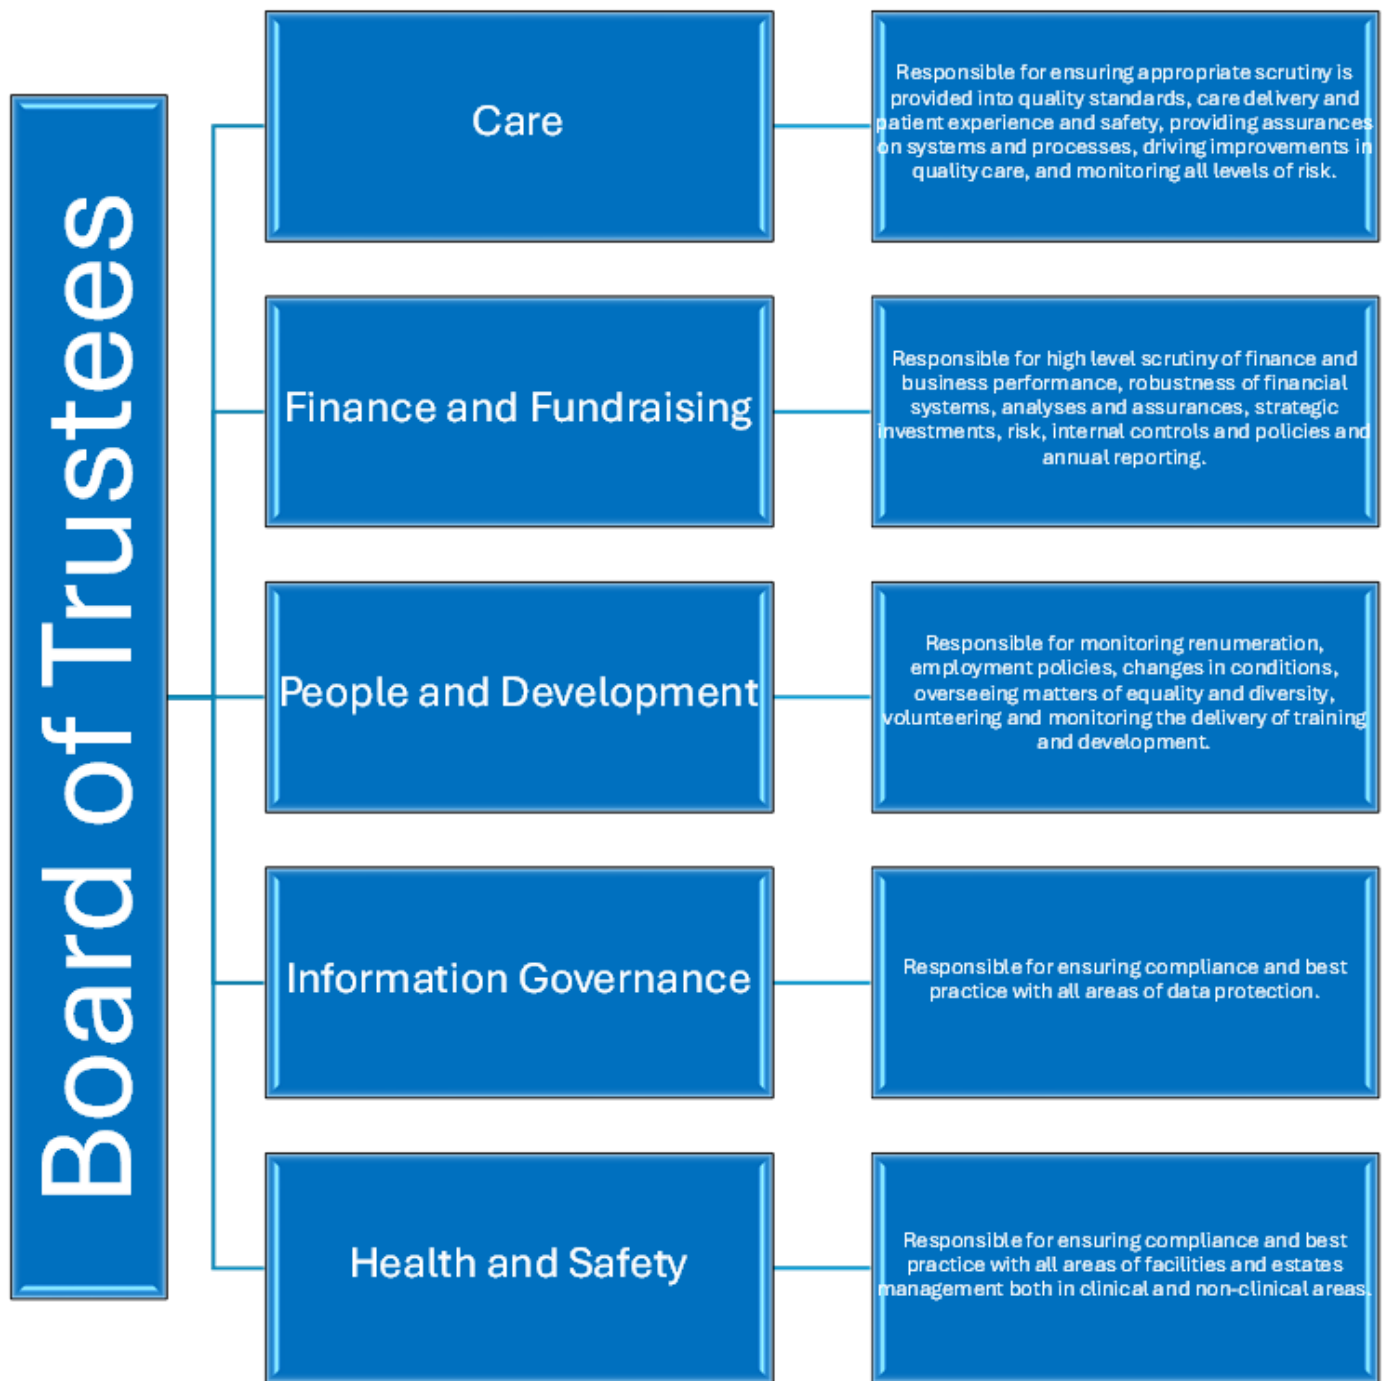 Board of Trustees
Care
Responsible for ensuring appropriate scrutiny is
provided into quality standards, care delivery and
patient experience and safety, providing assurances
on systems and processes, driving improvements in
quality care, and monitoring all levels of risk.
Finance and Fundraising
Responsible for high level scrutiny of finance and
business performance, robustness of financial
systems, analyses and assurances, strategic
investments, risk, internal controls and policies and
annual reporting.
People and Development
Responsible for monitoring renumeration,
employment policies, changes in conditions,
overseeing matters of equality and diversity,
volunteering and monitoring the delivery of training
and development.
Information Governance
Responsible for ensuring compliance and best
practice with all areas of data protection.
Health and Safety
Responsible for ensuring compliance and best
practice with all areas of facilities and estates
management both in clinical and non-clinical areas.